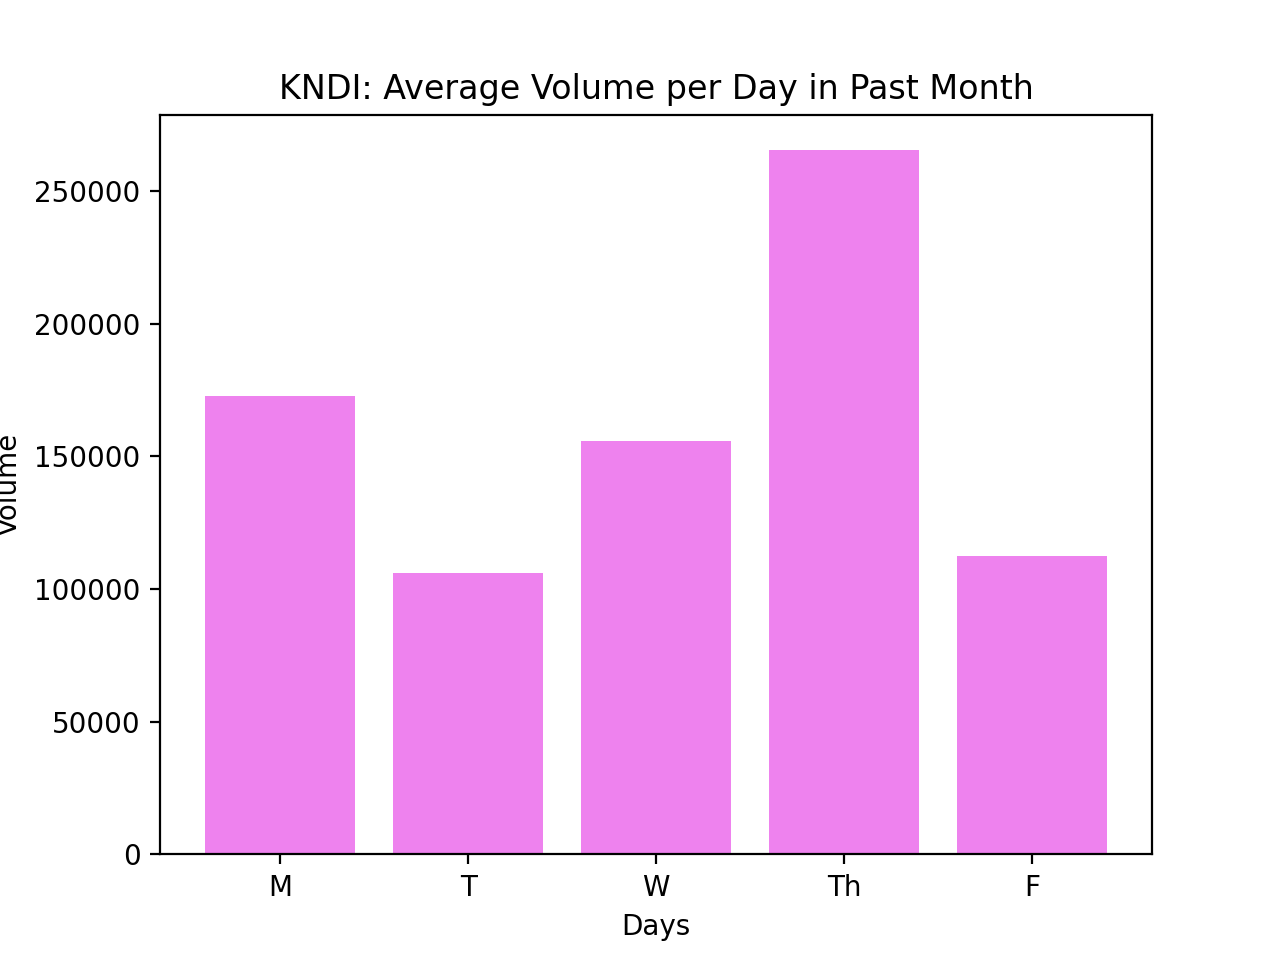 KNDI: Average Volume per Day in Past Month
Volume
250000
200000
150000
100000
50000
0
M T W Th F
Days